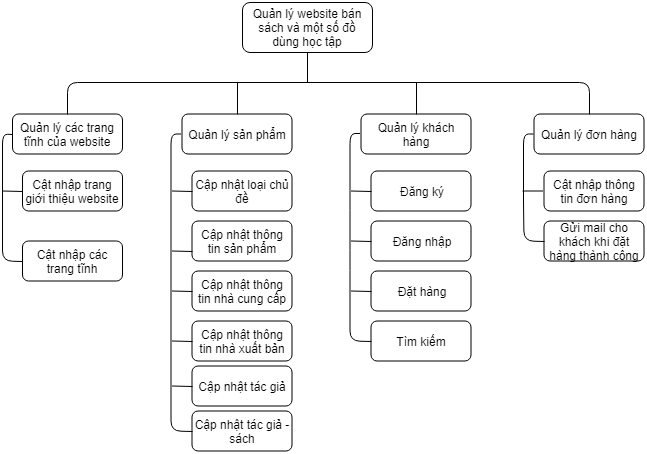 Quản lý website bán
sách và một số đồ
dùng học tập
Quản lý các trang
tĩnh của website
Cật nhập trang
giới thiệu website
Cật nhập các
trang tĩnh
Quản lý sản phẩm
Cập nhật loại chủ
đề
Cập nhật thông
tin sản phẩm
Cập nhật thông
tin nhà cung cấp
Cập nhật thông
tin nhà xuất bản
Cập nhật tác giả
Cập nhật tác giả -
sách
Quản lý khách
hàng
Đăng ký
Đăng nhập
Đặt hàng
Tìm kiếm
Quản lý đơn hàng
Cật nhập thông
tin đơn hàng
Gửi mail cho
khách khi đặt
hàng thành công